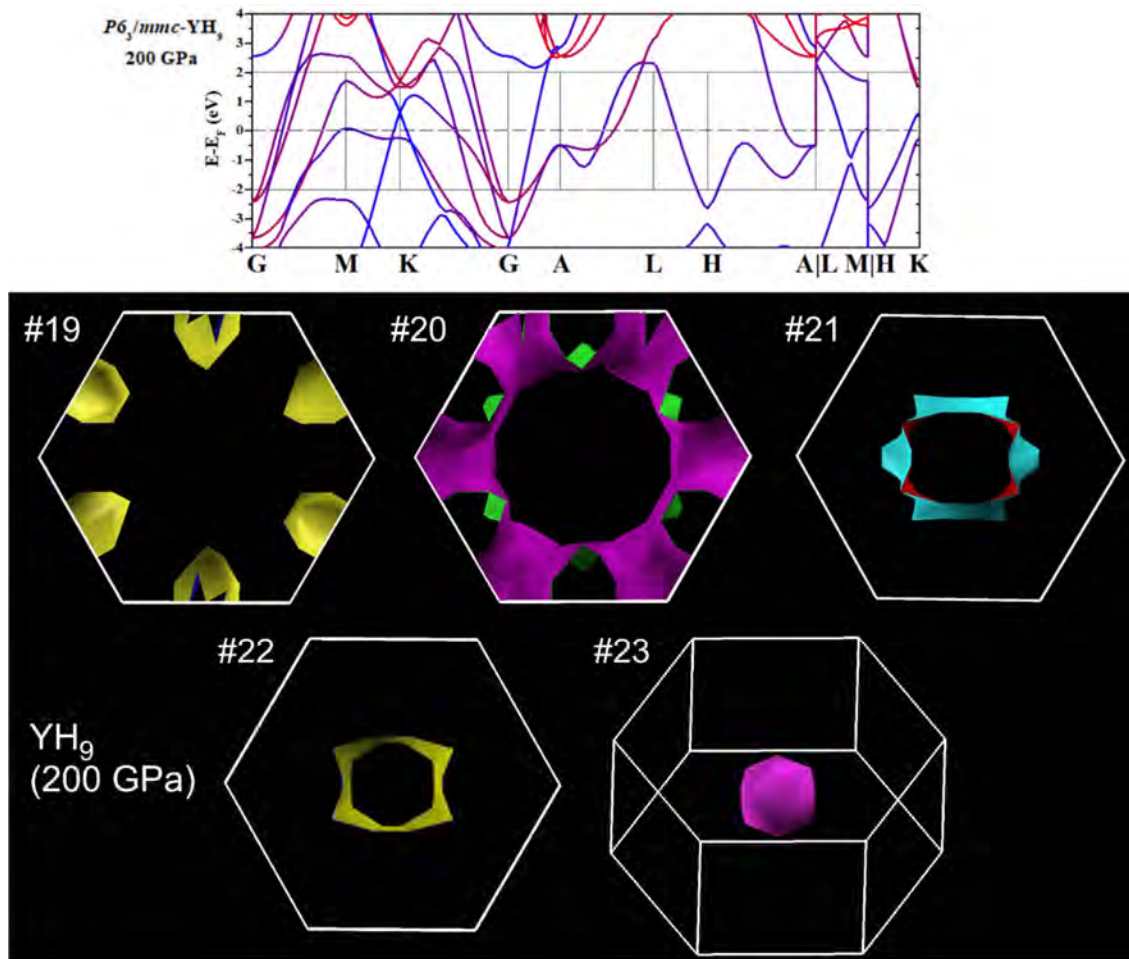 P6₃/mmc-YH₉
200 GPa
E-E_F (eV)
4
3
2
1
0
-1
-2
-3
-4
G M K G A L H A|L M|H K
#19 #20 #21
#22 #23
YH₉
(200 GPa)